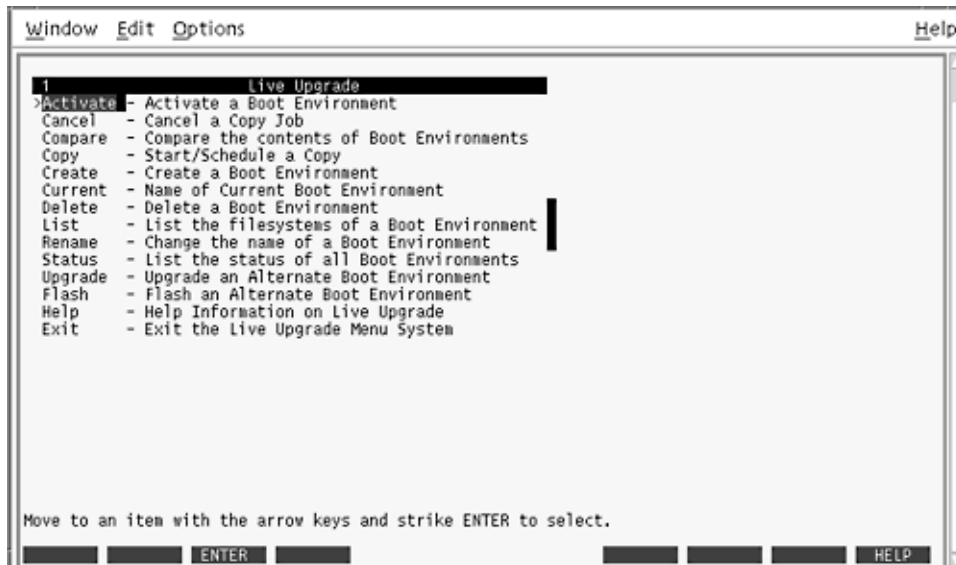 Window Edit Options Help
1 Live Upgrade
>Activate - Activate a Boot Environment
Cancel - Cancel a Copy Job
Compare - Compare the contents of Boot Environments
Copy - Start/Schedule a Copy
Create - Create a Boot Environment
Current - Name of Current Boot Environment
Delete - Delete a Boot Environment
List - List the filesystems of a Boot Environment
Rename - Change the name of a Boot Environment
Status - List the status of all Boot Environments
Upgrade - Upgrade an Alternate Boot Environment
Flash - Flash an Alternate Boot Environment
Help - Help Information on Live Upgrade
Exit - Exit the Live Upgrade Menu System
Move to an item with the arrow keys and strike ENTER to select.
ENTER HELP